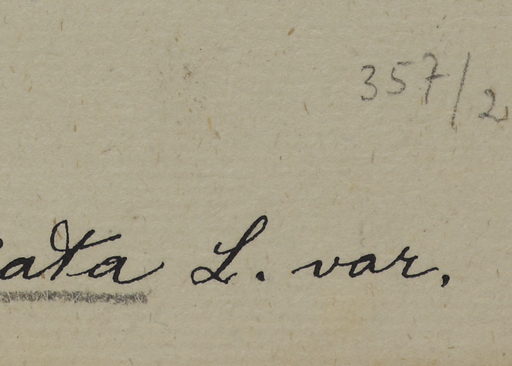 357/2
ata L. var.